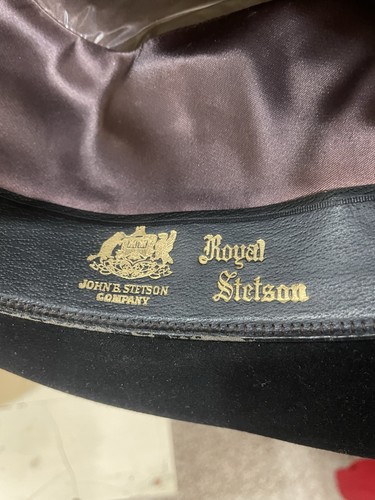 JOHN B. STETSON
COMPANY
Royal
Stetson